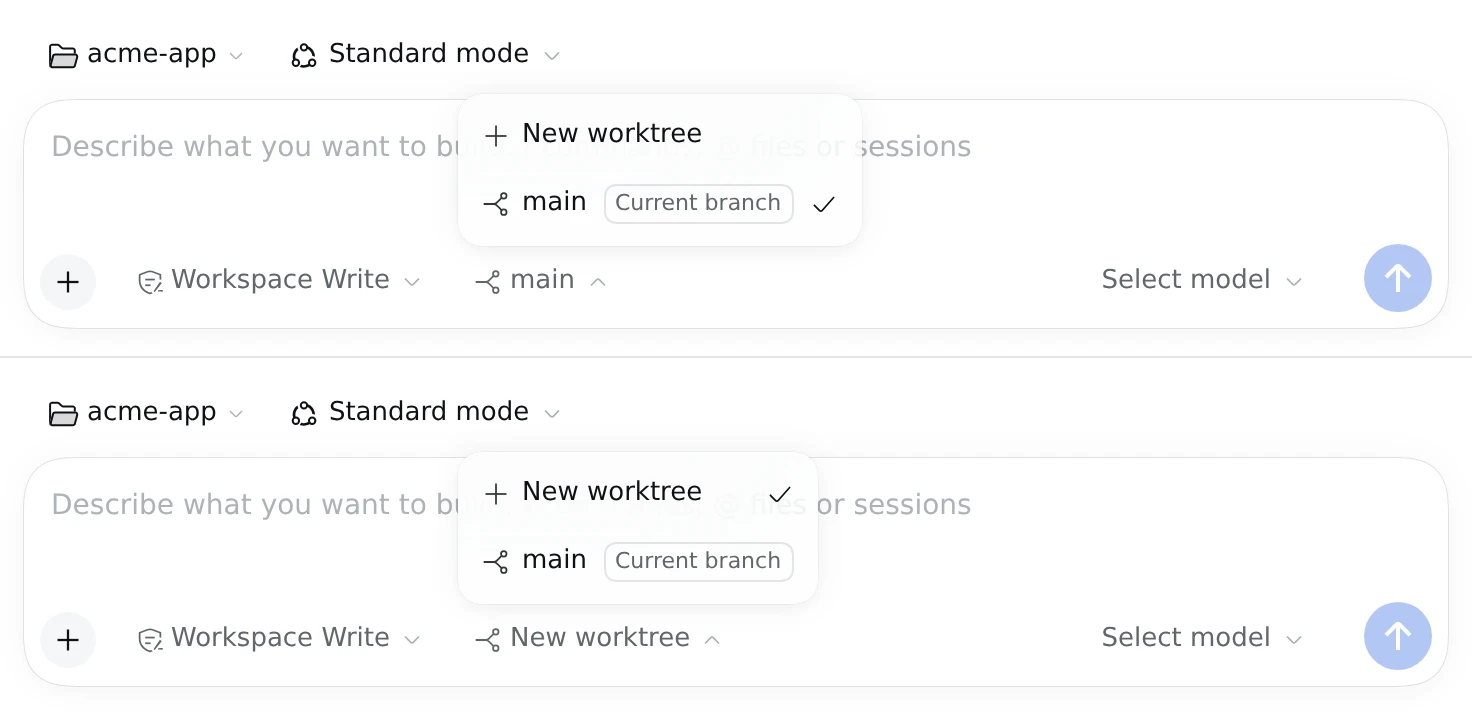 acme-app Standard mode
New worktree
Describe what you want to files or sessions
main Current branch
Workspace Write main Select model
acme-app Standard mode
New worktree
Describe what you want to @ files or sessions
main Current branch
Workspace Write New worktree Select model